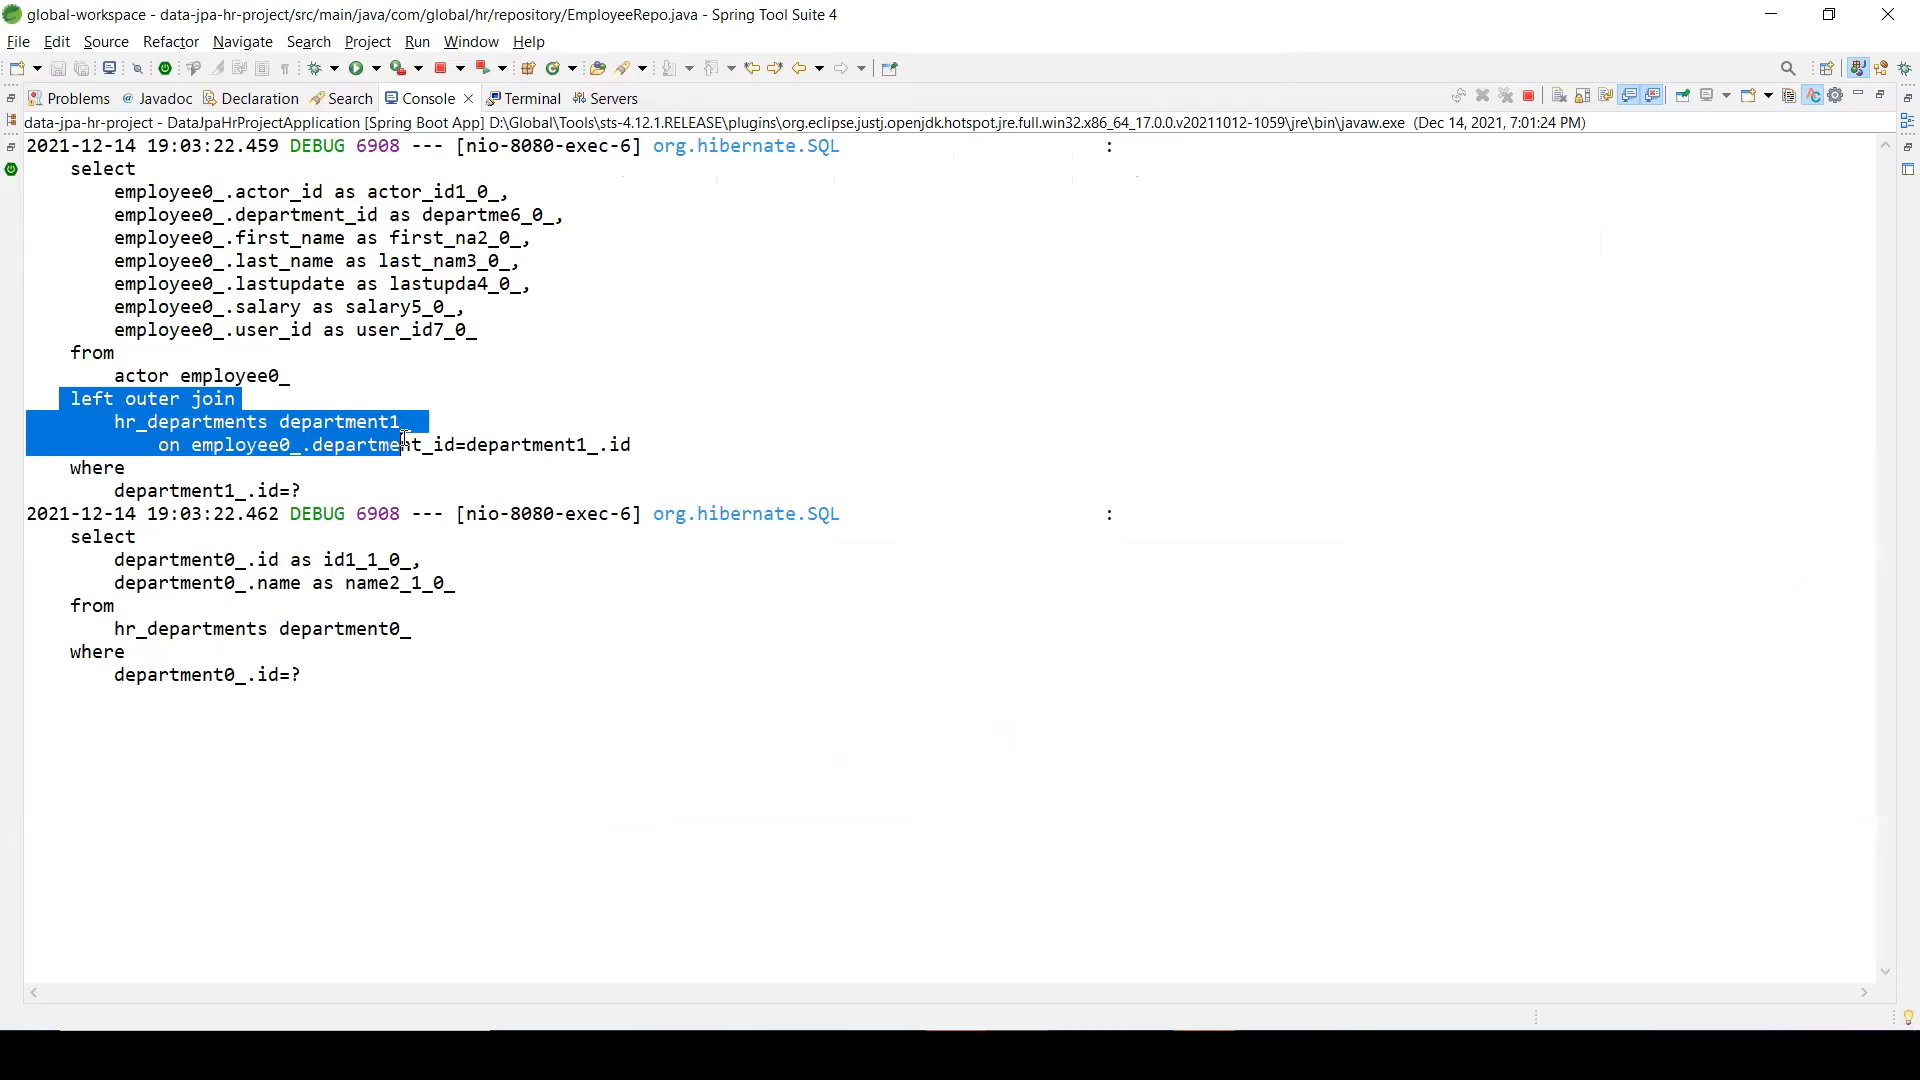 global-workspace - data-jpa-hr-project/src/main/java/com/global/hr/repository/EmployeeRepo.java - Spring Tool Suite 4
File Edit Source Refactor Navigate Search Project Run Window Help
Problems @ Javadoc Declaration Search Console Terminal Servers
data-jpa-hr-project - DataJpaHrProjectApplication [Spring Boot App] D:\Global\Tools\sts-4.12.1.RELEASE\plugins\org.eclipse.justj.openjdk.hotspot.jre.full.win32.x86_64_17.0.0.v20211012-1059\jre\bin\javaw.exe (Dec 14, 2021, 7:01:24 PM)
2021-12-14 19:03:22.459 DEBUG 6908 --- [nio-8080-exec-6] org.hibernate.SQL :
select
employee0_.actor_id as actor_id1_0_,
employee0_.department_id as departme6_0_,
employee0_.first_name as first_na2_0_,
employee0_.last_name as last_nam3_0_,
employee0_.lastupdate as lastupda4_0_,
employee0_.salary as salary5_0_,
employee0_.user_id as user_id7_0_
from
actor employee0_
left outer join
hr_departments department1_
on employee0_.department_id=department1_.id
where
department1_.id=?
2021-12-14 19:03:22.462 DEBUG 6908 --- [nio-8080-exec-6] org.hibernate.SQL :
select
department0_.id as id1_1_0_,
department0_.name as name2_1_0_
from
hr_departments department0_
where
department0_.id=?